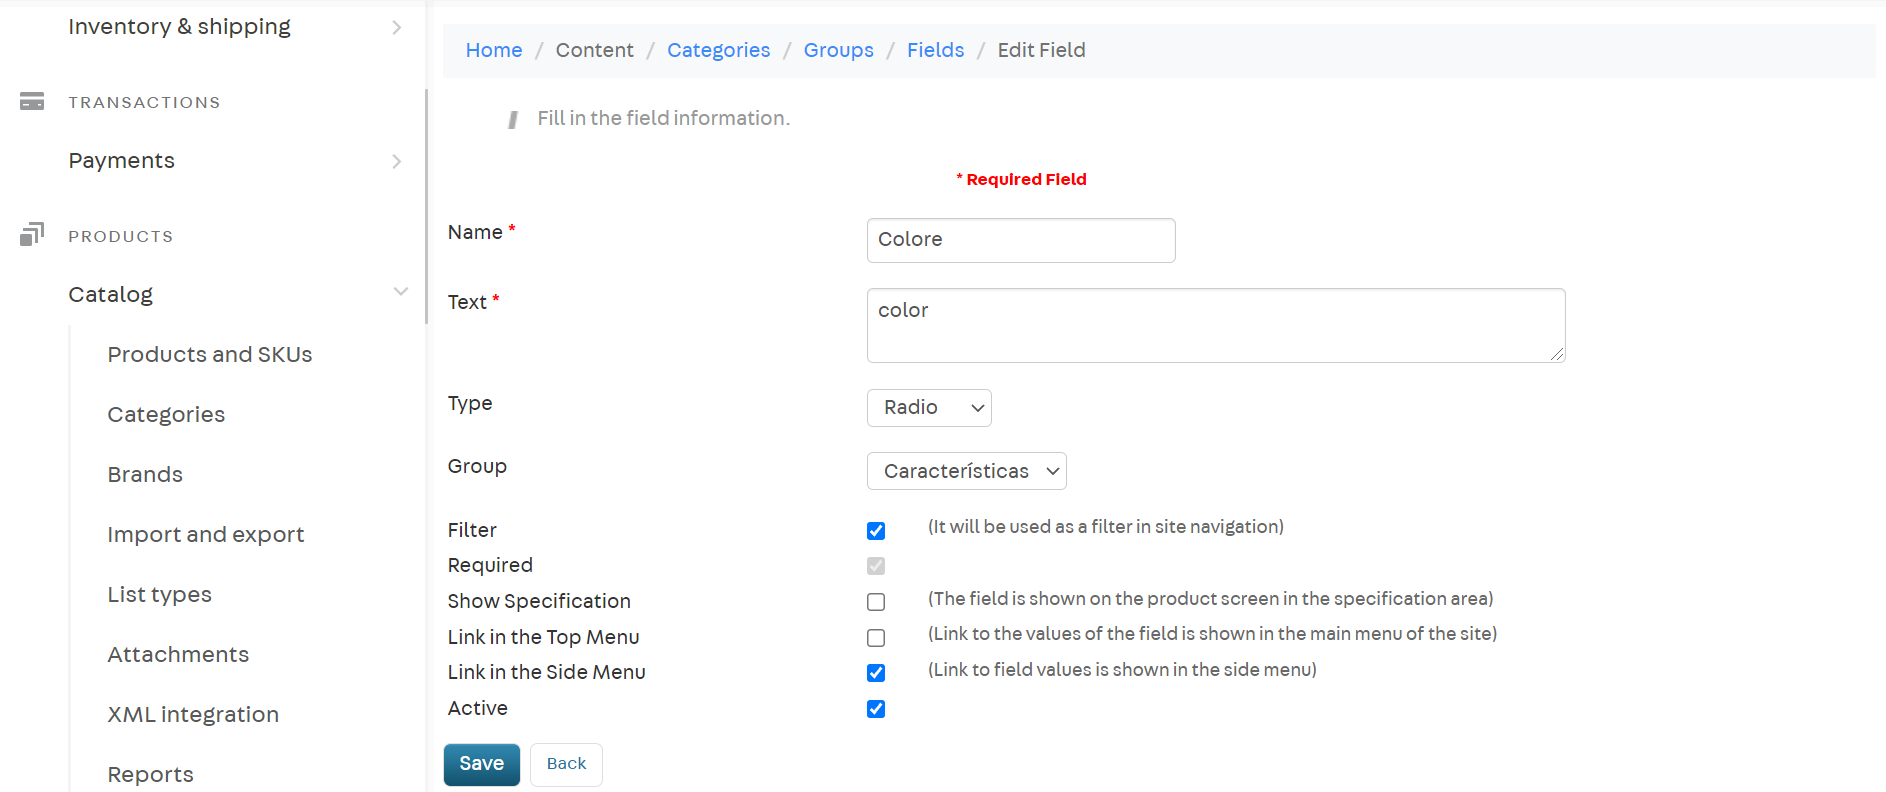 Inventory & shipping
TRANSACTIONS
Payments
PRODUCTS
Catalog
Products and SKUs
Categories
Brands
Import and export
List types
Attachments
XML integration
Reports
Home / Content / Categories / Groups / Fields / Edit Field
Fill in the field information.
* Required Field
Name * Colore
Text * color
Type Radio
Group Características
Filter (It will be used as a filter in site navigation)
Required
Show Specification (The field is shown on the product screen in the specification area)
Link in the Top Menu (Link to the values of the field is shown in the main menu of the site)
Link in the Side Menu (Link to field values is shown in the side menu)
Active
Save Back